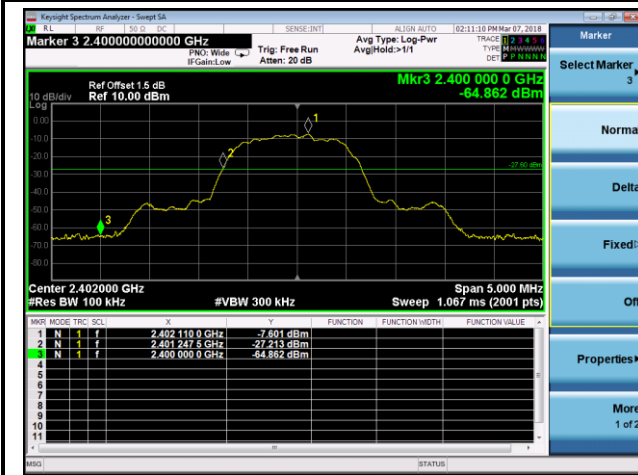 Keysight Spectrum Analyzer - Swept SA
RL RF 50 Ω DC SENSE:INT ALIGN AUTO 02:11:10 PM Mar 07, 2018
Marker 3 2.400000000000 GHz
PNO: Wide
IFGain:Low
Trig: Free Run
Atten: 20 dB
Avg Type: Log-Pwr
Avg|Hold:>1/1
TRACE 1 2 3 4 5 6
TYPE M W W W W W
DET P P N N N N
Ref Offset 1.5 dB
Ref 10.00 dBm
10 dB/div
Log
Mkr3 2.400 000 0 GHz
-64.862 dBm
0.00
-10.0
-20.0
-30.0
-40.0
-50.0
-60.0
-70.0
-80.0
1
2
3
-27.60 dBm
Center 2.402000 GHz Span 5.000 MHz
#Res BW 100 kHz #VBW 300 kHz Sweep 1.067 ms (2001 pts)
MKR MODE TRC SCL X Y FUNCTION FUNCTION WIDTH FUNCTION VALUE
1 N 1 f 2.402 110 0 GHz -7.601 dBm
2 N 1 f 2.401 247 5 GHz -27.213 dBm
3 N 1 f 2.400 000 0 GHz -64.862 dBm
4
5
6
7
8
9
10
11
MSG STATUS
Marker
Select Marker
3
Norma
Delta
Fixed
Off
Properties
More
1 of 2